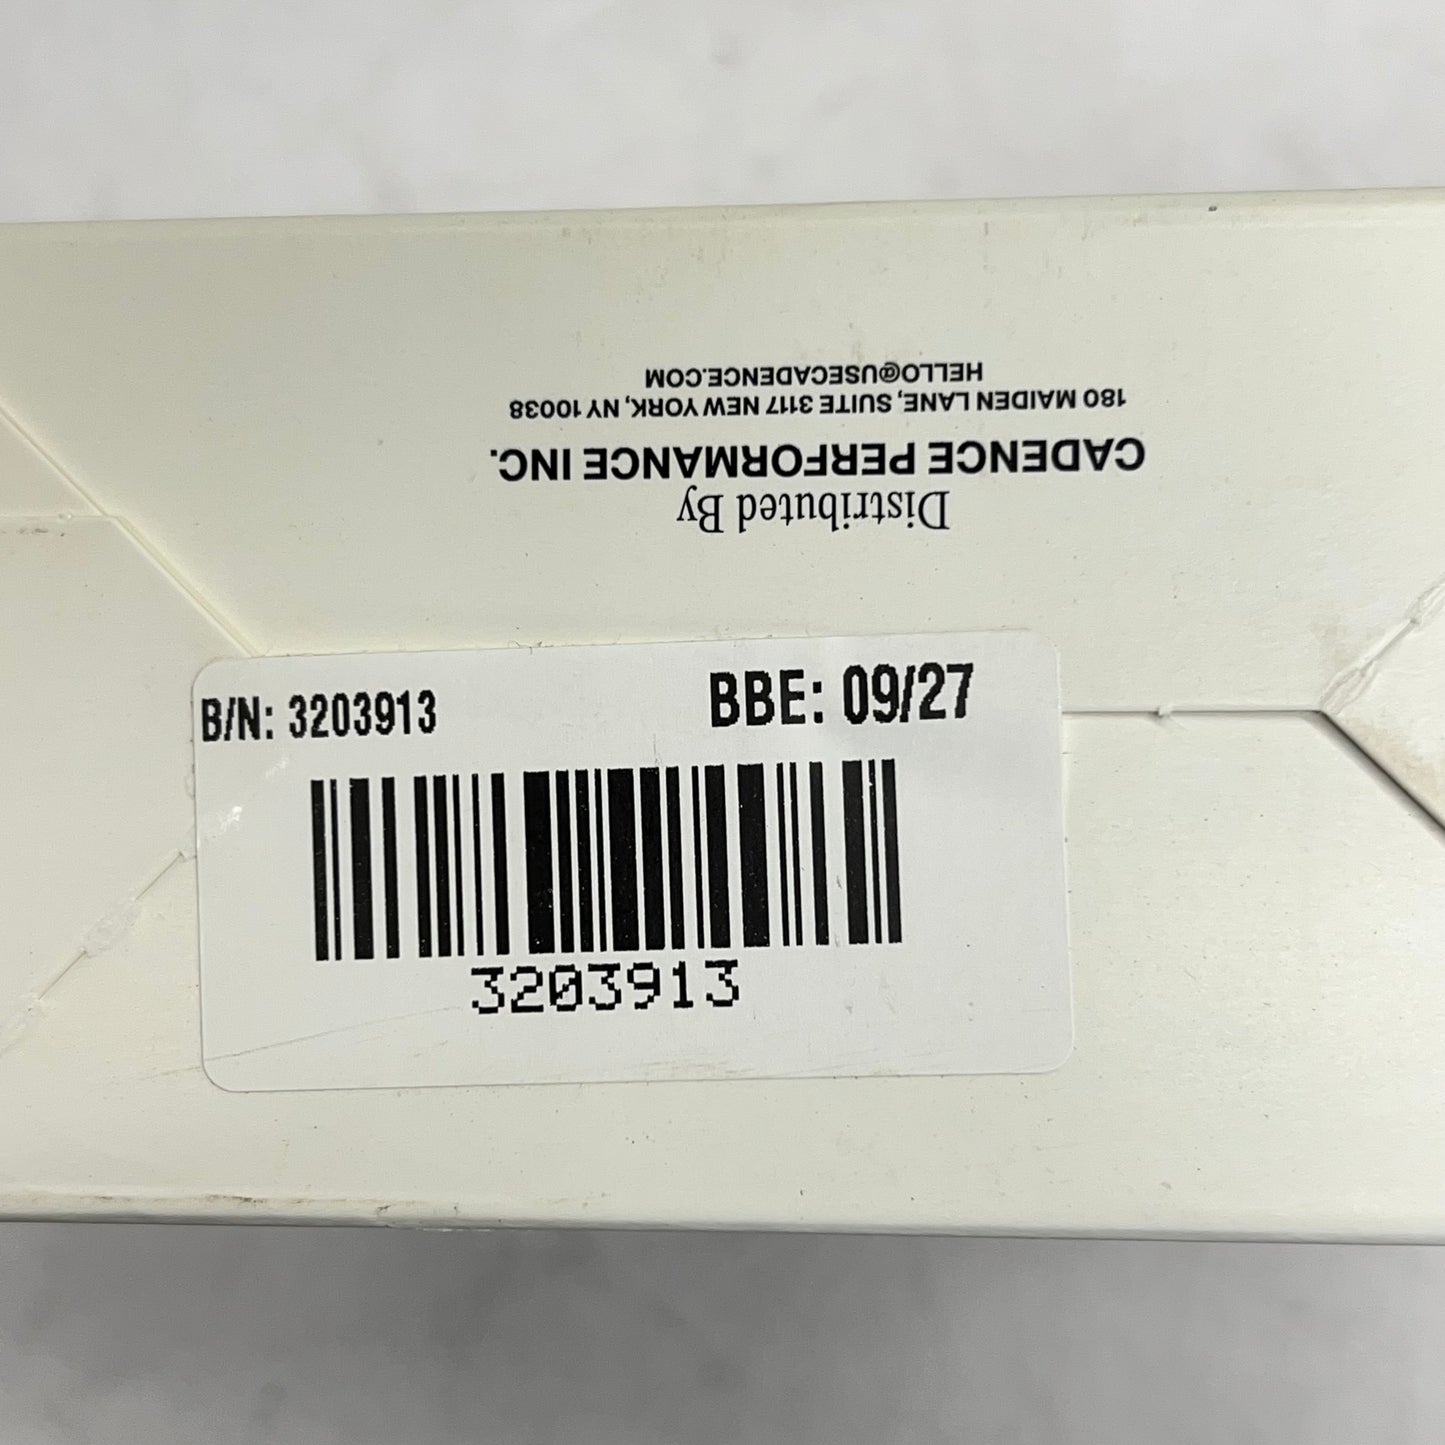 B/N: 3203913
BBE: 09/27
3203913
Distributed By
CADENCE PERFORMANCE INC.
180 MAIDEN LANE, SUITE 3117 NEW YORK, NY 10038
HELLO@USECADENCE.COM